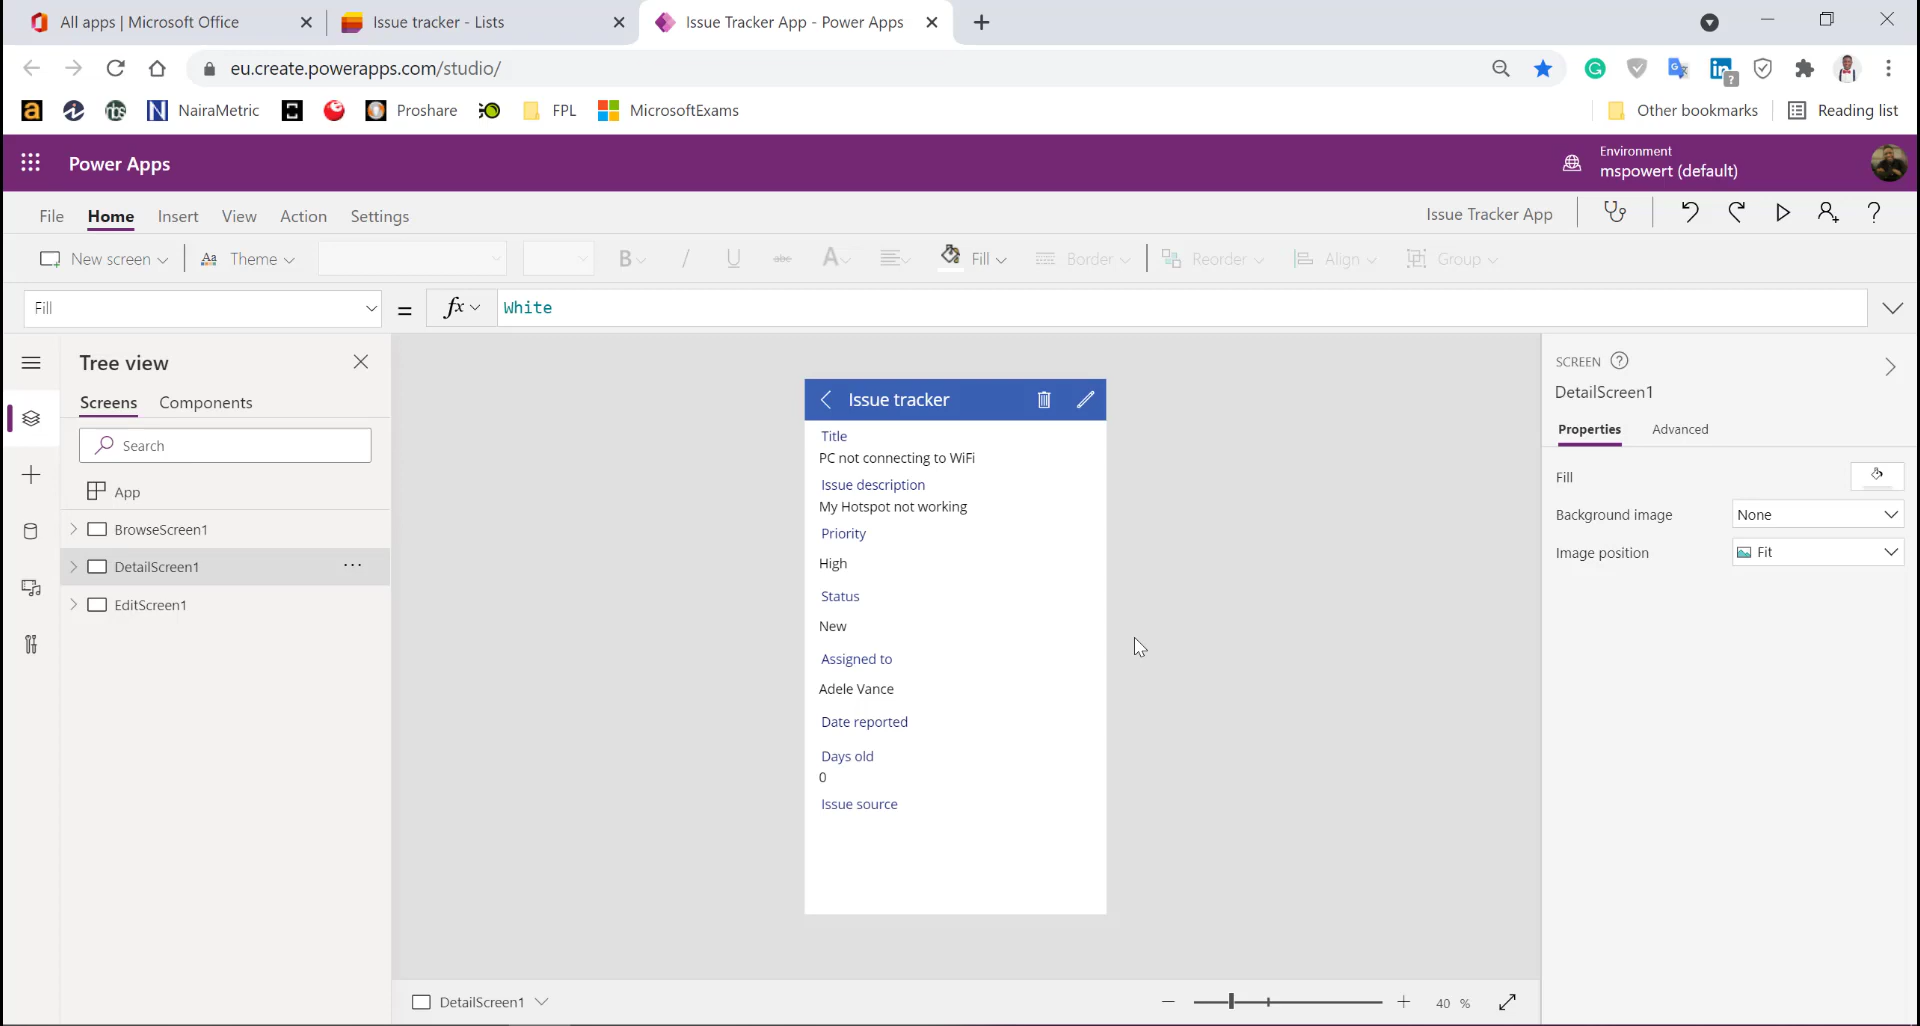 All apps | Microsoft Office
Issue tracker - Lists
Issue Tracker App - Power Apps
eu.create.powerapps.com/studio/
NairaMetric
Proshare
FPL
MicrosoftExams
Other bookmarks
Reading list
Power Apps
Environment
mspowert (default)
File
Home
Insert
View
Action
Settings
Issue Tracker App
New screen
Theme
Fill
Border
Reorder
Align
Group
Fill
=
fx
White
Tree view
Screens
Components
Search
App
BrowseScreen1
DetailScreen1
EditScreen1
Issue tracker
Title
PC not connecting to WiFi
Issue description
My Hotspot not working
Priority
High
Status
New
Assigned to
Adele Vance
Date reported
Days old
0
Issue source
SCREEN
DetailScreen1
Properties
Advanced
Fill
Background image
None
Image position
Fit
DetailScreen1
40 %